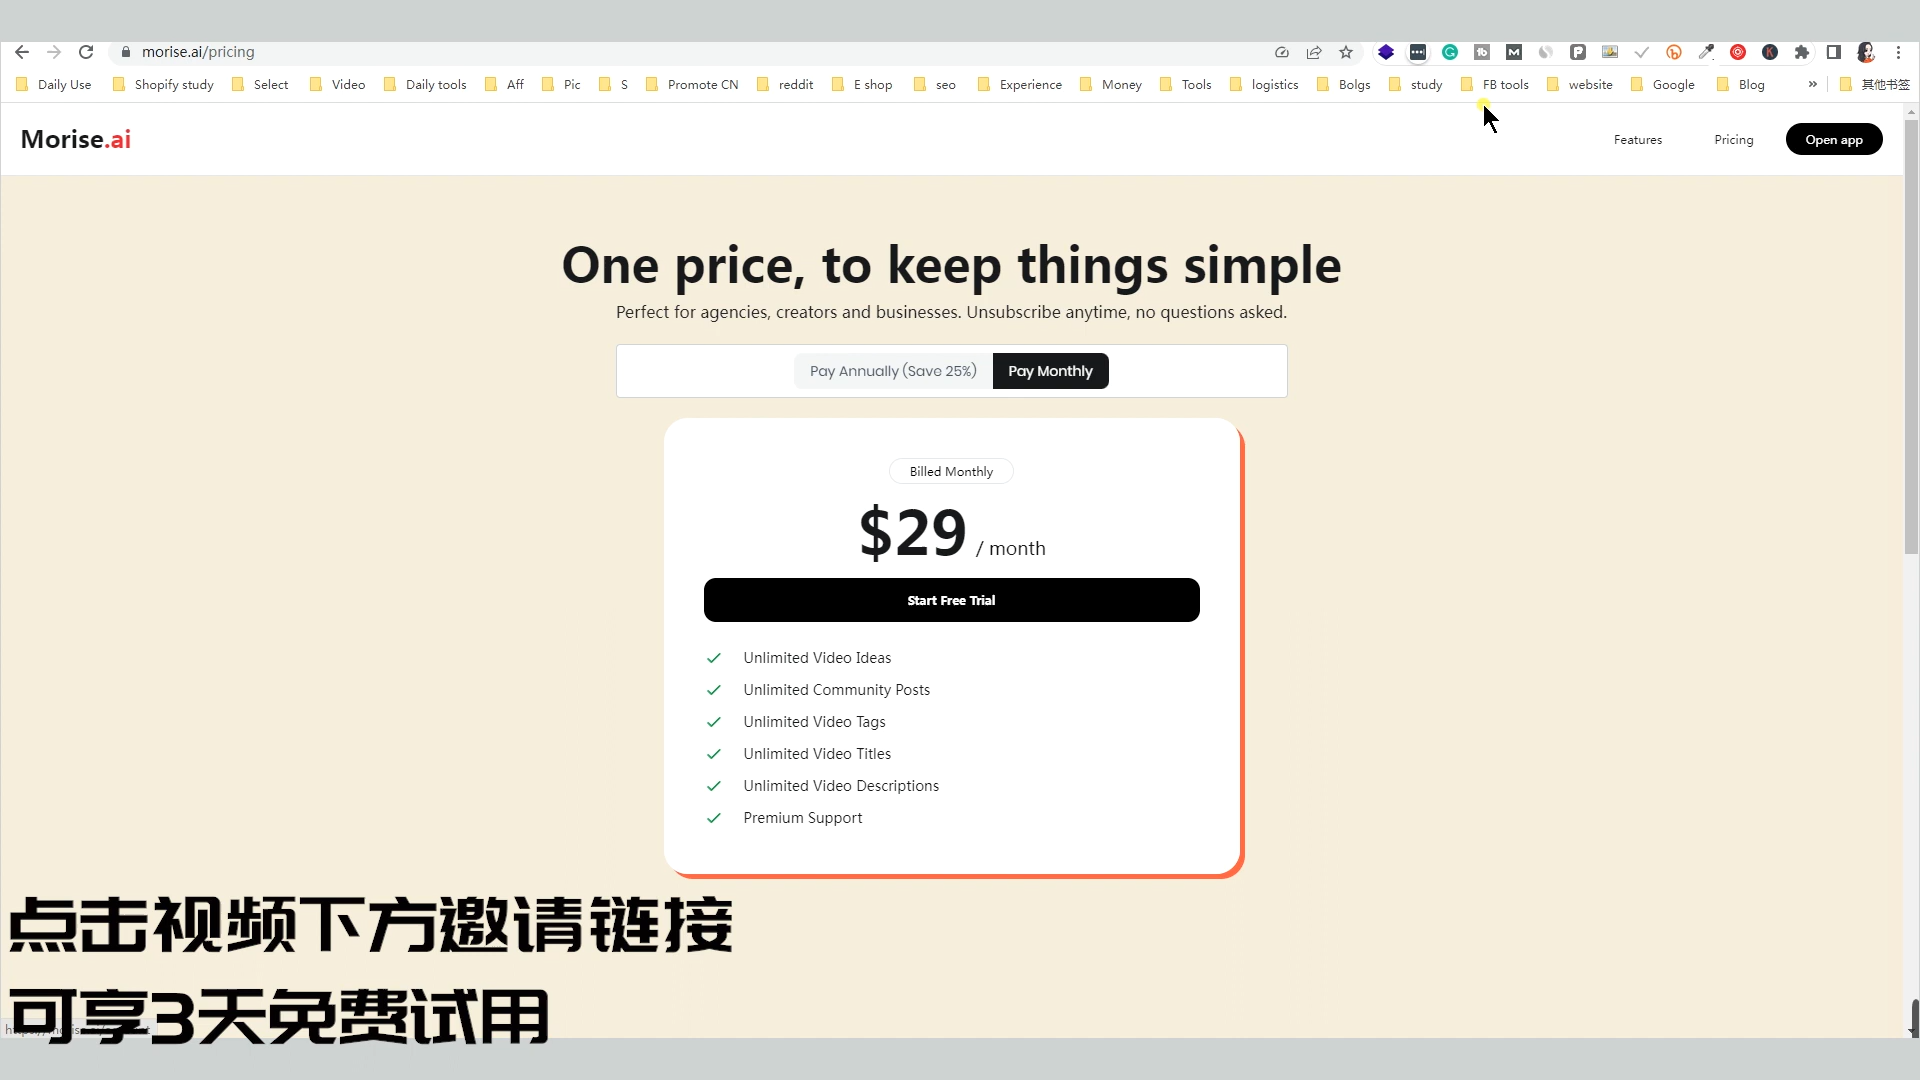 morise.ai/pricing
Daily Use Shopify study Select Video Daily tools Aff Pic S Promote CN reddit E shop seo Experience Money Tools logistics Bolgs study FB tools website Google Blog » 其他书签
Morise.ai Features Pricing Open app
One price, to keep things simple
Perfect for agencies, creators and businesses. Unsubscribe anytime, no questions asked.
Pay Annually (Save 25%) Pay Monthly
Billed Monthly
$29 / month
Start Free Trial
Unlimited Video Ideas
Unlimited Community Posts
Unlimited Video Tags
Unlimited Video Titles
Unlimited Video Descriptions
Premium Support
点击视频下方邀请链接
可享3天免费试用